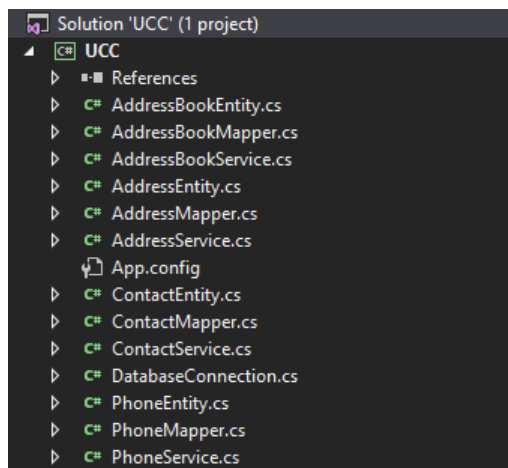 Solution 'UCC' (1 project)
C# UCC
References
C# AddressBookEntity.cs
C# AddressBookMapper.cs
C# AddressBookService.cs
C# AddressEntity.cs
C# AddressMapper.cs
C# AddressService.cs
App.config
C# ContactEntity.cs
C# ContactMapper.cs
C# ContactService.cs
C# DatabaseConnection.cs
C# PhoneEntity.cs
C# PhoneMapper.cs
C# PhoneService.cs